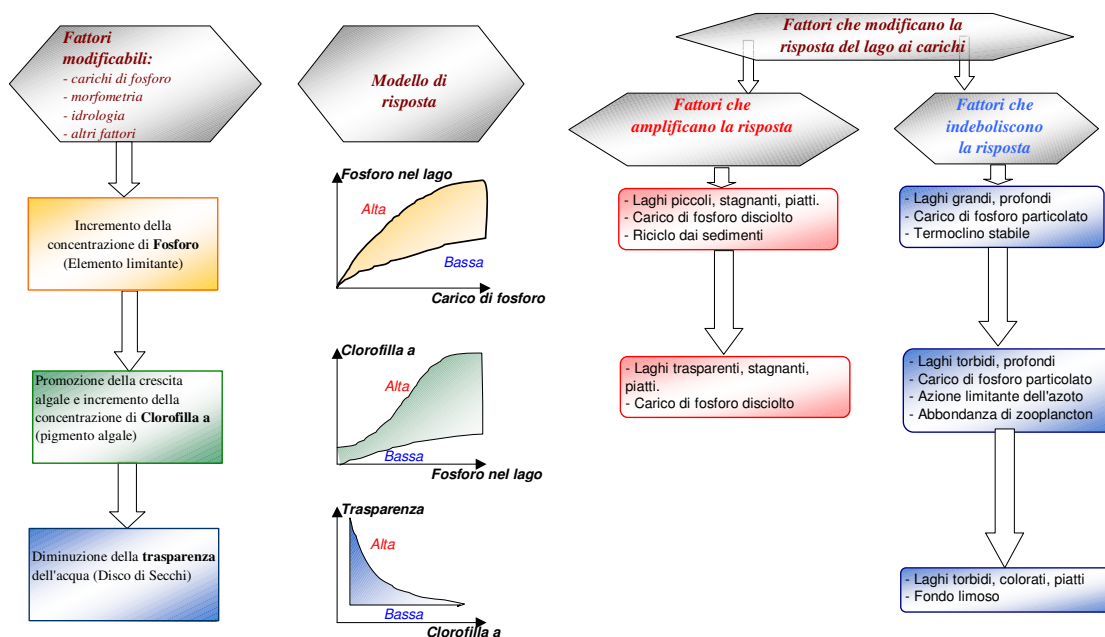 Fattori
modificabili:
- carichi di fosforo
- morfometria
- idrologia
- altri fattori
Modello di
risposta
Fattori che modificano la
risposta del lago ai carichi
Fattori che
amplificano la risposta
Fattori che
indeboliscono
la risposta
Incremento della
concentrazione di Fosforo
(Elemento limitante)
Fosforo nel lago
Alta
Bassa
Carico di fosforo
- Laghi piccoli, stagnanti, piatti.
- Carico di fosforo disciolto
- Riciclo dai sedimenti
- Laghi grandi, profondi
- Carico di fosforo particolato
- Termoclino stabile
Promozione della crescita
algale e incremento della
concentrazione di Clorofilla a
(pigmento algale)
Clorofilla a
Alta
Bassa
Fosforo nel lago
- Laghi trasparenti, stagnanti,
piatti.
- Carico di fosforo disciolto
- Laghi torbidi, profondi
- Carico di fosforo particolato
- Azione limitante dell'azoto
- Abbondanza di zooplancton
Diminuzione della trasparenza
dell'acqua (Disco di Secchi)
Trasparenza
Alta
Bassa
Clorofilla a
- Laghi torbidi, colorati, piatti
- Fondo limoso